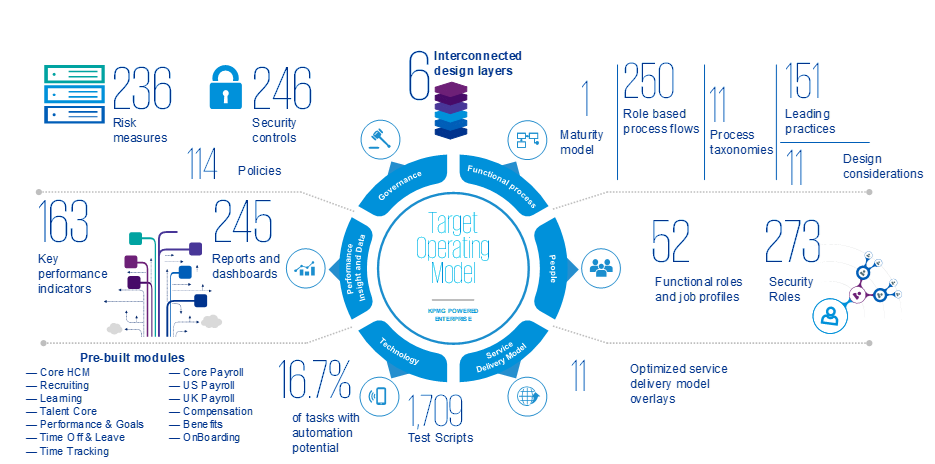 6
Interconnected
design layers
236
Risk
measures
246
Security
controls
114
Policies
1
Maturity
model
250
Role based
process flows
11
Process
taxonomies
151
Leading
practices
11
Design
considerations
Governance
Functional process
163
Key
performance
indicators
245
Reports and
dashboards
Performance
Insight and Data
Target
Operating
Model
KPMG POWERED
ENTERPRISE
People
52
Functional roles
and job profiles
273
Security
Roles
Technology
Service
Delivery Model
Pre-built modules
— Core HCM
— Recruiting
— Learning
— Talent Core
— Performance & Goals
— Time Off & Leave
— Time Tracking
— Core Payroll
— US Payroll
— UK Payroll
— Compensation
— Benefits
— OnBoarding
16.7%
of tasks with
automation
potential
1,709
Test Scripts
11
Optimized service
delivery model
overlays